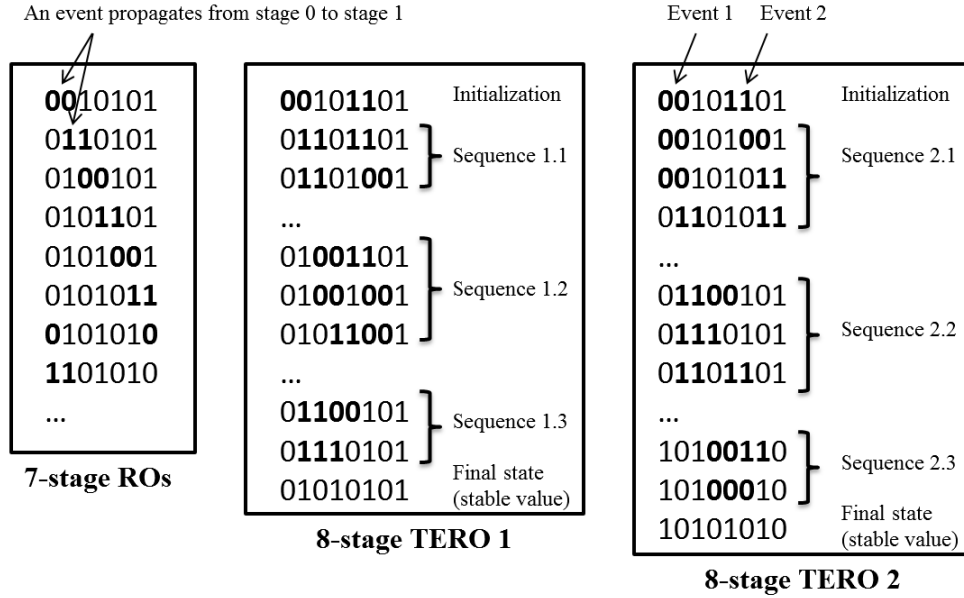 An event propagates from stage 0 to stage 1
0010101
0110101
0100101
0101101
0101001
0101011
0101010
1101010
...
7-stage ROs
00101101 Initialization
01101101
01101001
Sequence 1.1
...
01001101
01001001
01011001
Sequence 1.2
...
01100101
01110101
Sequence 1.3
01010101
Final state
(stable value)
8-stage TERO 1
Event 1 Event 2
00101101 Initialization
00101001
00101011
01101011
Sequence 2.1
...
01100101
01110101
01101101
Sequence 2.2
...
10100110
10100010
Sequence 2.3
10101010
Final state
(stable value)
8-stage TERO 2